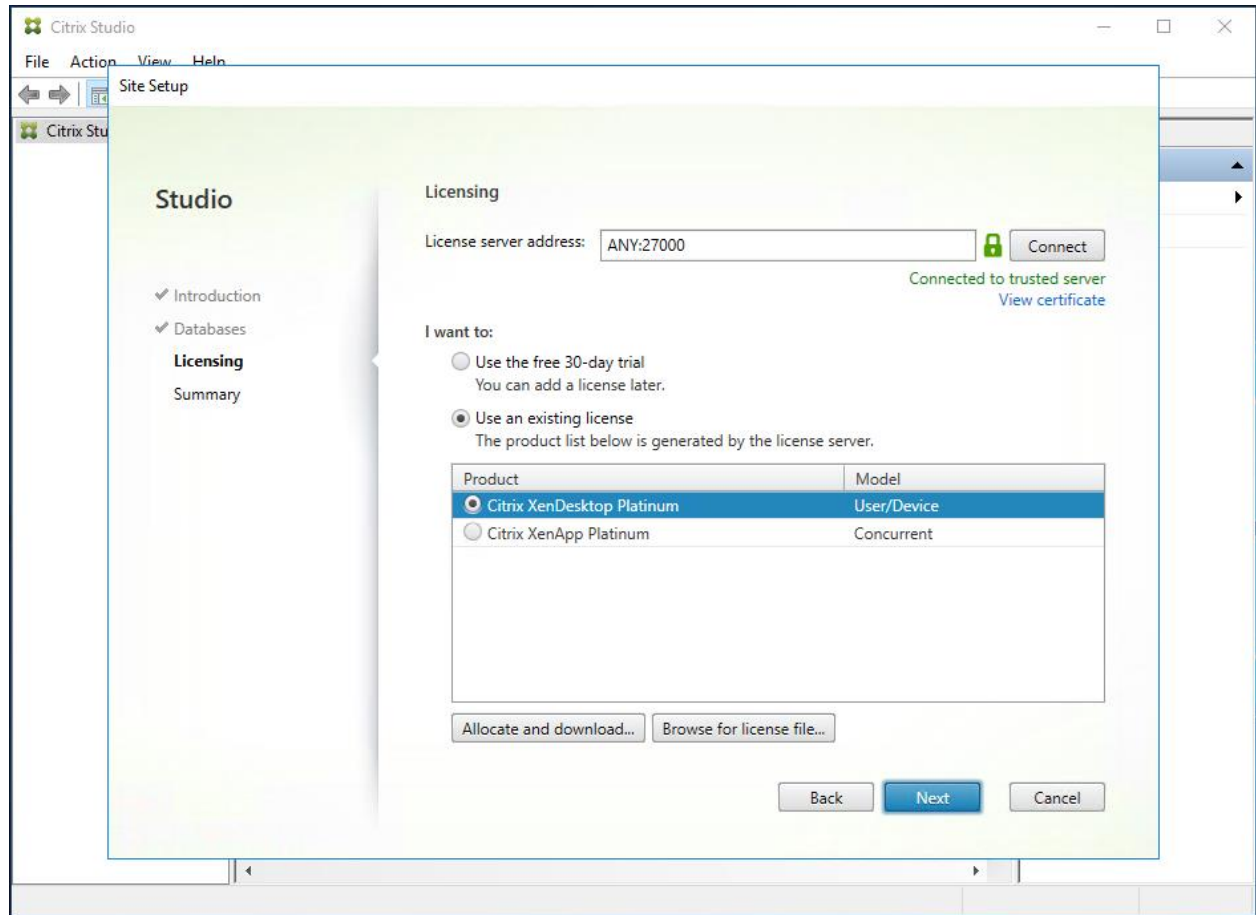 Citrix Studio
File Action View Help
Site Setup
Citrix Stu
Studio
Introduction
Databases
Licensing
Summary
Licensing
License server address: ANY:27000 Connect
Connected to trusted server
View certificate
I want to:
Use the free 30-day trial
You can add a license later.
Use an existing license
The product list below is generated by the license server.
Product Model
Citrix XenDesktop Platinum User/Device
Citrix XenApp Platinum Concurrent
Allocate and download... Browse for license file...
Back Next Cancel